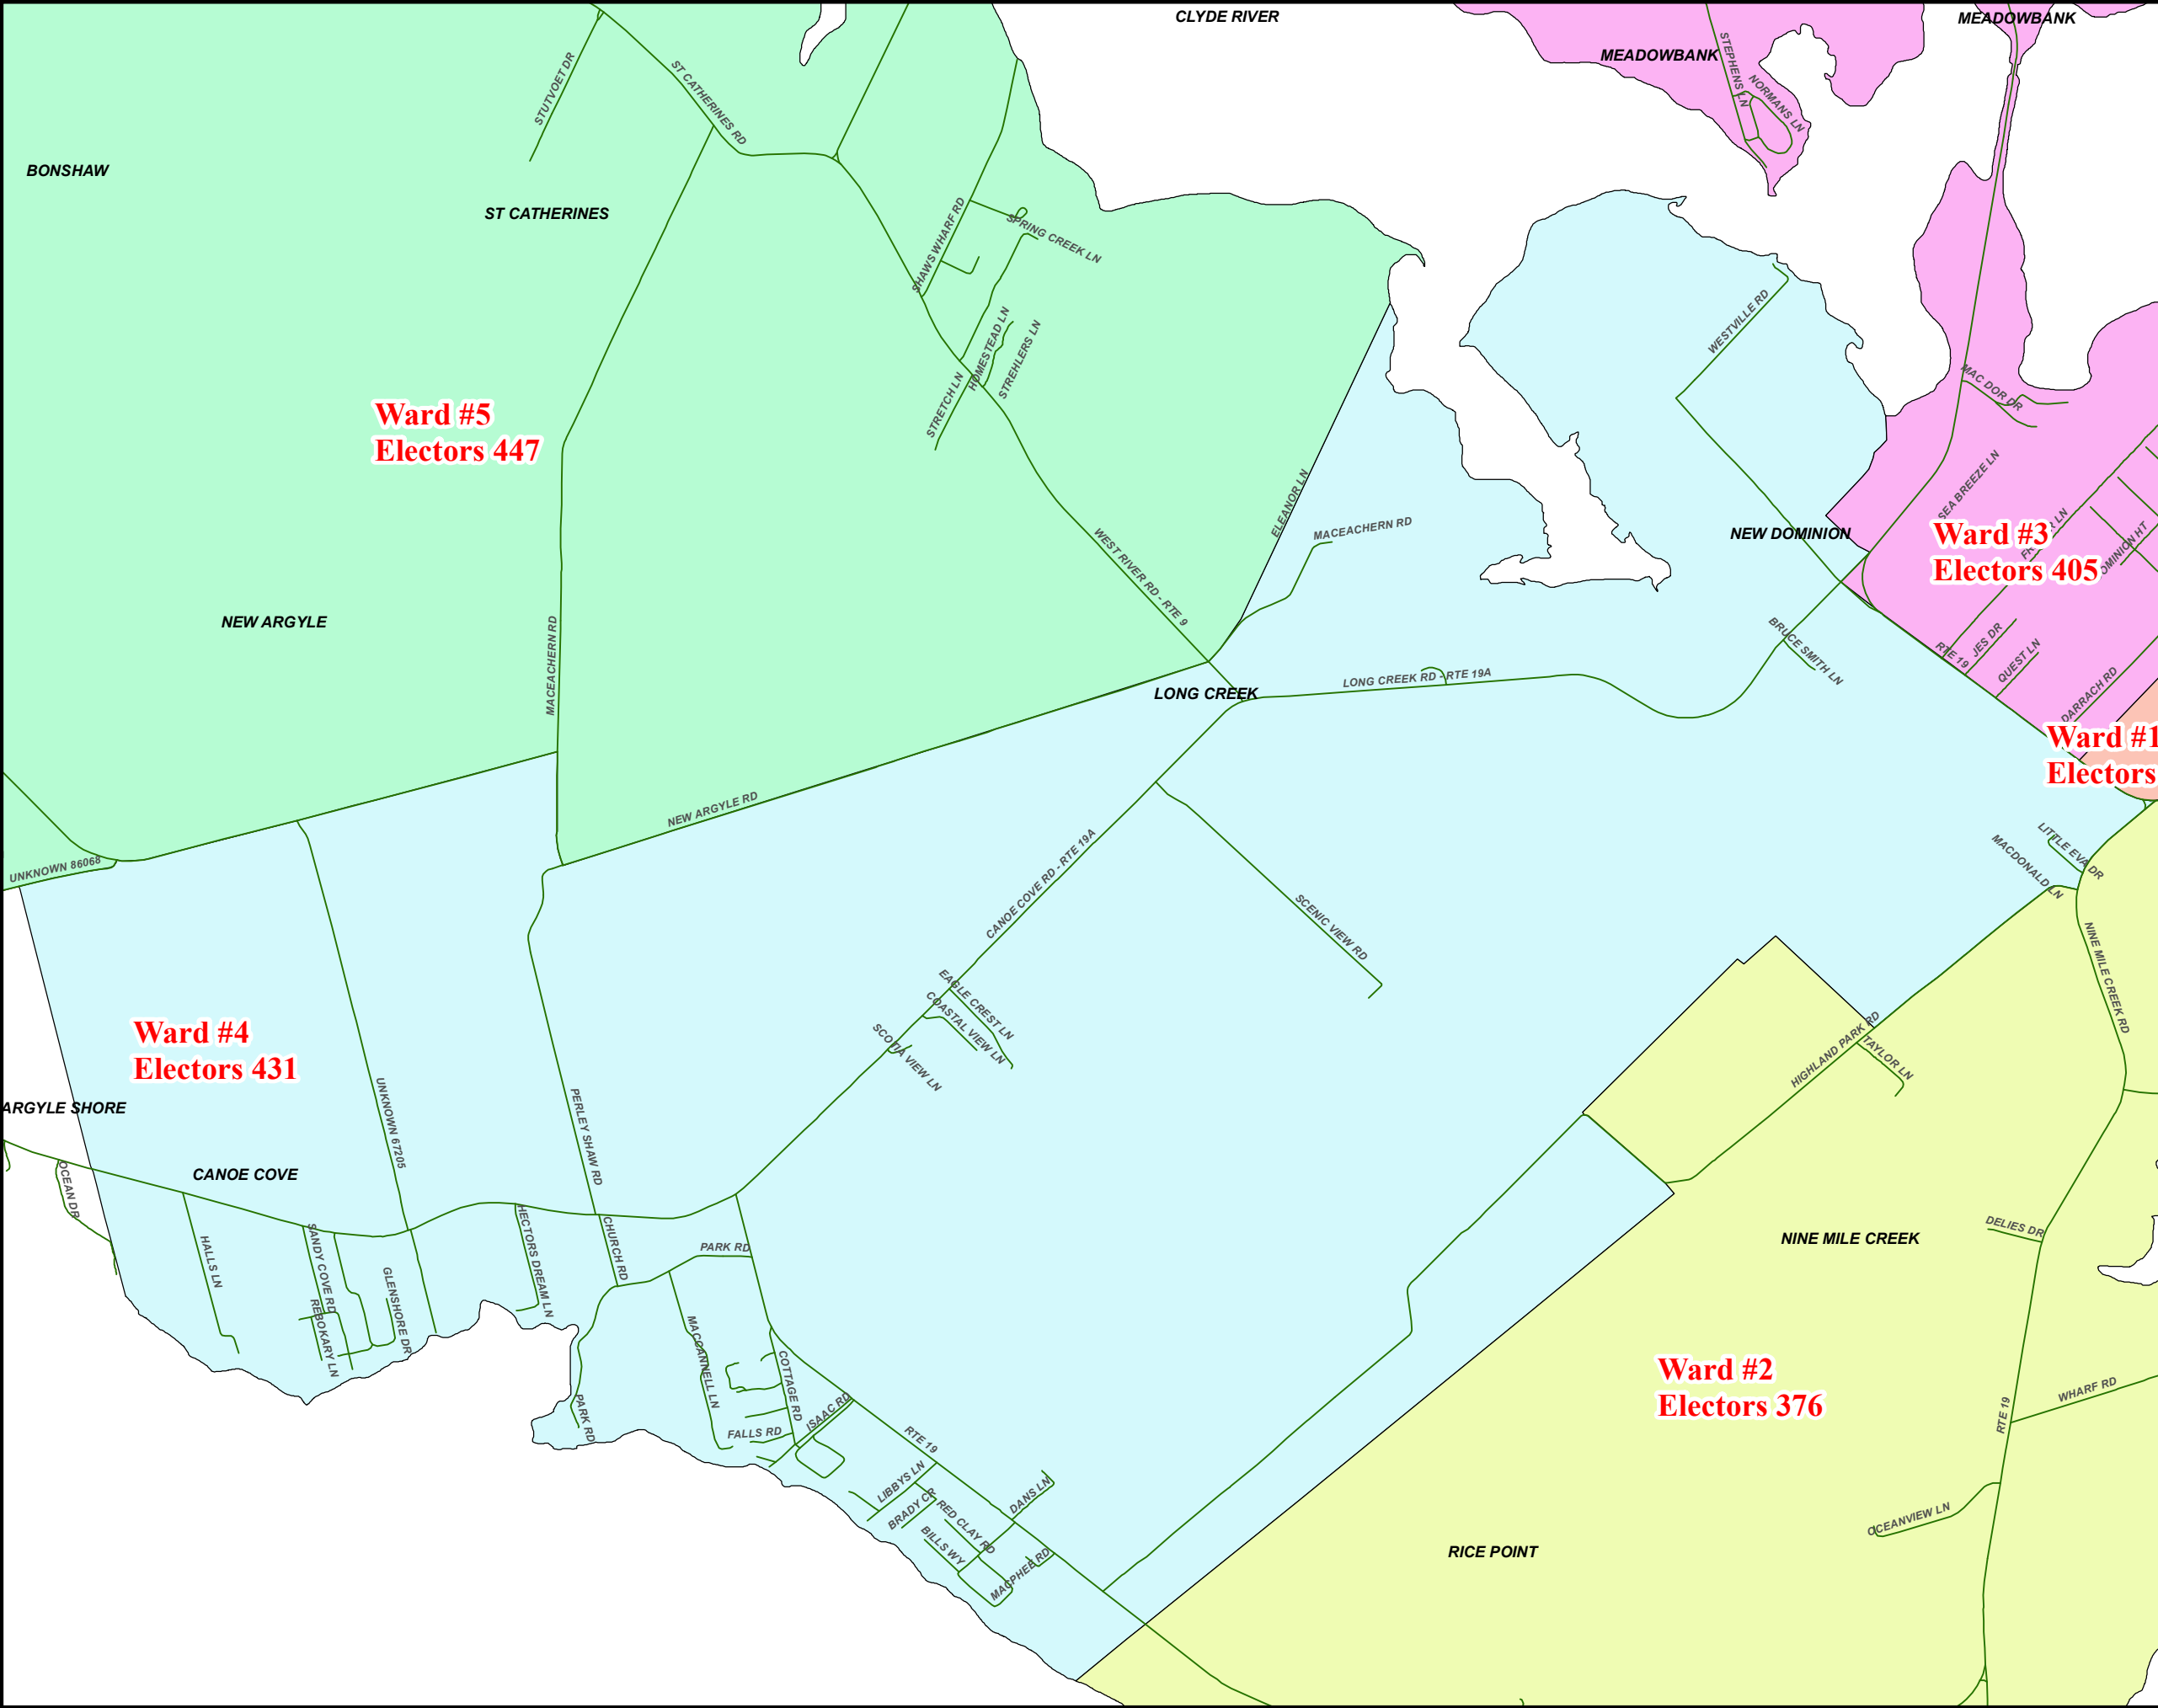 CLYDE RIVER
MEADOWBANK
MEADOWBANK
STEPHENS LN
NORMANS LN
STUTVOET DR
ST CATHERINES RD
BONSHAW
ST CATHERINES
SHAWS WHARF RD
SPRING CREEK LN
HOMESTEAD LN
STREHLERS LN
STRETCH LN
WESTVILLE RD
MAC DOR DR
Ward #5
Electors 447
ELEANOR LN
MACEACHERN RD
WEST RIVER RD - RTE 9
SEA BREEZE LN
NEW DOMINION
Ward #3
Electors 405
LN
OMINION HT
NEW ARGYLE
MACEACHERN RD
BRUCE SMITH LN
RTE 19
JES DR
QUEST LN
DARRACH RD
LONG CREEK
LONG CREEK RD - RTE 19A
Ward #1
Electors
NEW ARGYLE RD
UNKNOWN 86068
CANOE COVE RD - RTE 19A
SCENIC VIEW RD
LITTLE EVA DR
MACDONALD LN
NINE MILE CREEK RD
EAGLE CREST LN
COASTAL VIEW LN
SCOTIA VIEW LN
Ward #4
Electors 431
HIGHLAND PARK RD
TAYLOR LN
ARGYLE SHORE
UNKNOWN 67205
PERLEY SHAW RD
CANOE COVE
OCEAN DR
HALLS LN
SANDY COVE RD
REBOKARY LN
GLENSHORE DR
HECTORS DREAM LN
CHURCH RD
PARK RD
NINE MILE CREEK
DELIES DR
MACCANNELL LN
COTTAGE RD
ISAAC RD
FALLS RD
PARK RD
RTE 19
Ward #2
Electors 376
WHARF RD
RTE 19
LIBBYS LN
BRADY CR
RED CLAY RD
BILLS WY
DANS LN
MACPHEE RD
OCEANVIEW LN
RICE POINT